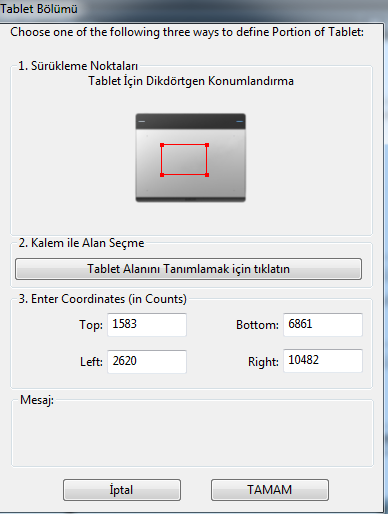 Tablet Bölümü
Choose one of the following three ways to define Portion of Tablet:
1. Sürükleme Noktaları
Tablet İçin Dikdörtgen Konumlandırma
2. Kalem ile Alan Seçme
Tablet Alanını Tanımlamak için tıklatın
3. Enter Coordinates (in Counts)
Top: 1583 Bottom: 6861
Left: 2620 Right: 10482
Mesaj:
İptal TAMAM